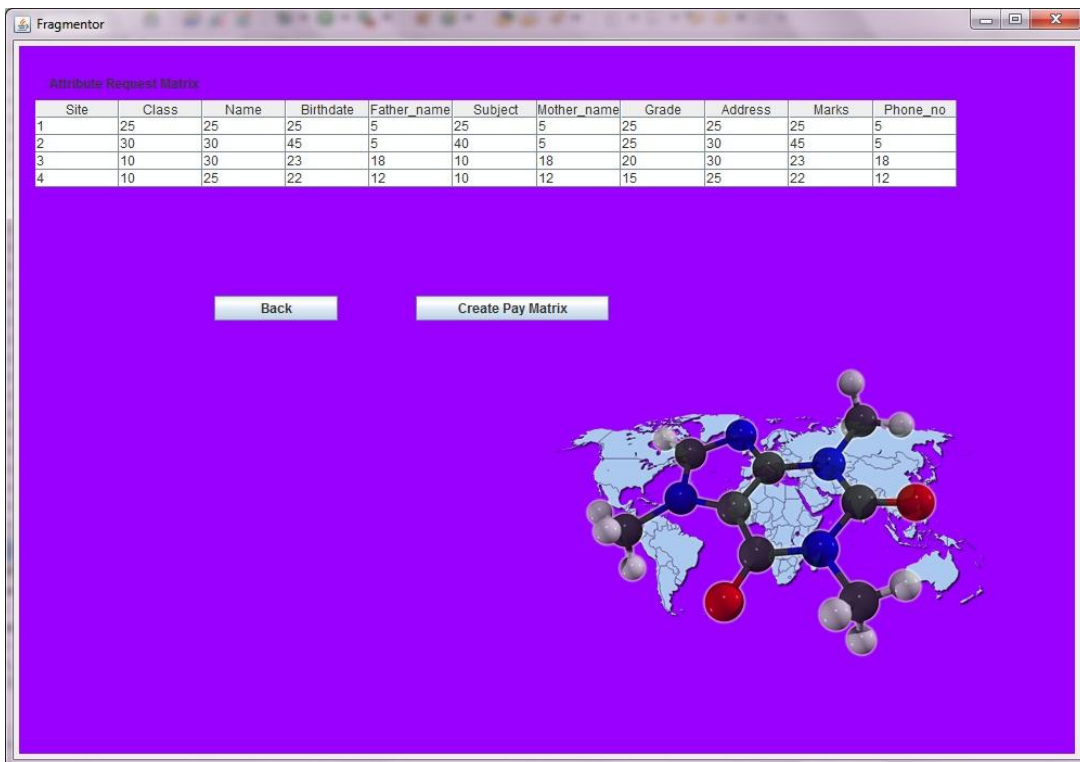 Fragmentor
Attribute Request Matrix
Site Class Name Birthdate Father_name Subject Mother_name Grade Address Marks Phone_no
1 25 25 25 5 25 5 25 25 25 5
2 30 30 45 5 40 5 25 30 45 5
3 10 30 23 18 10 18 20 30 23 18
4 10 25 22 12 10 12 15 25 22 12
Back Create Pay Matrix